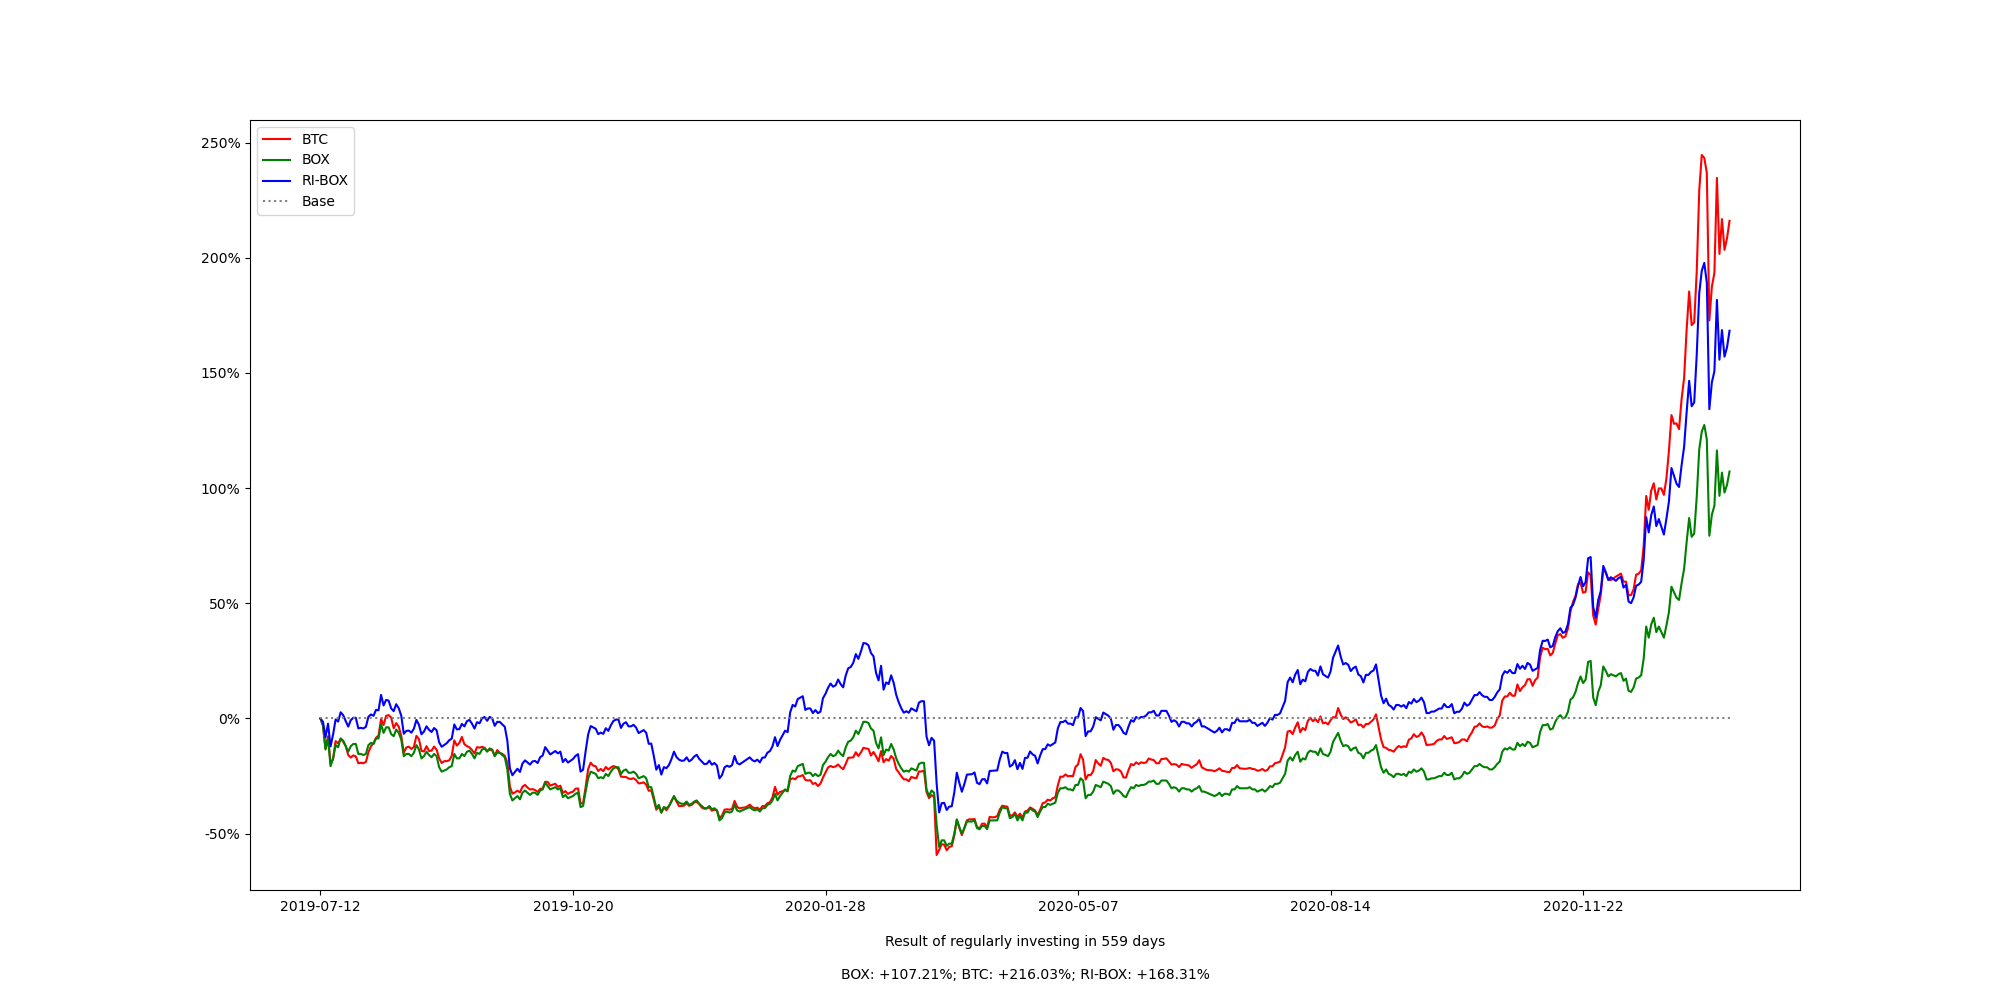 BTC
BOX
RI-BOX
Base
250%
200%
150%
100%
50%
0%
-50%
2019-07-12 2019-10-20 2020-01-28 2020-05-07 2020-08-14 2020-11-22
Result of regularly investing in 559 days
BOX: +107.21%; BTC: +216.03%; RI-BOX: +168.31%